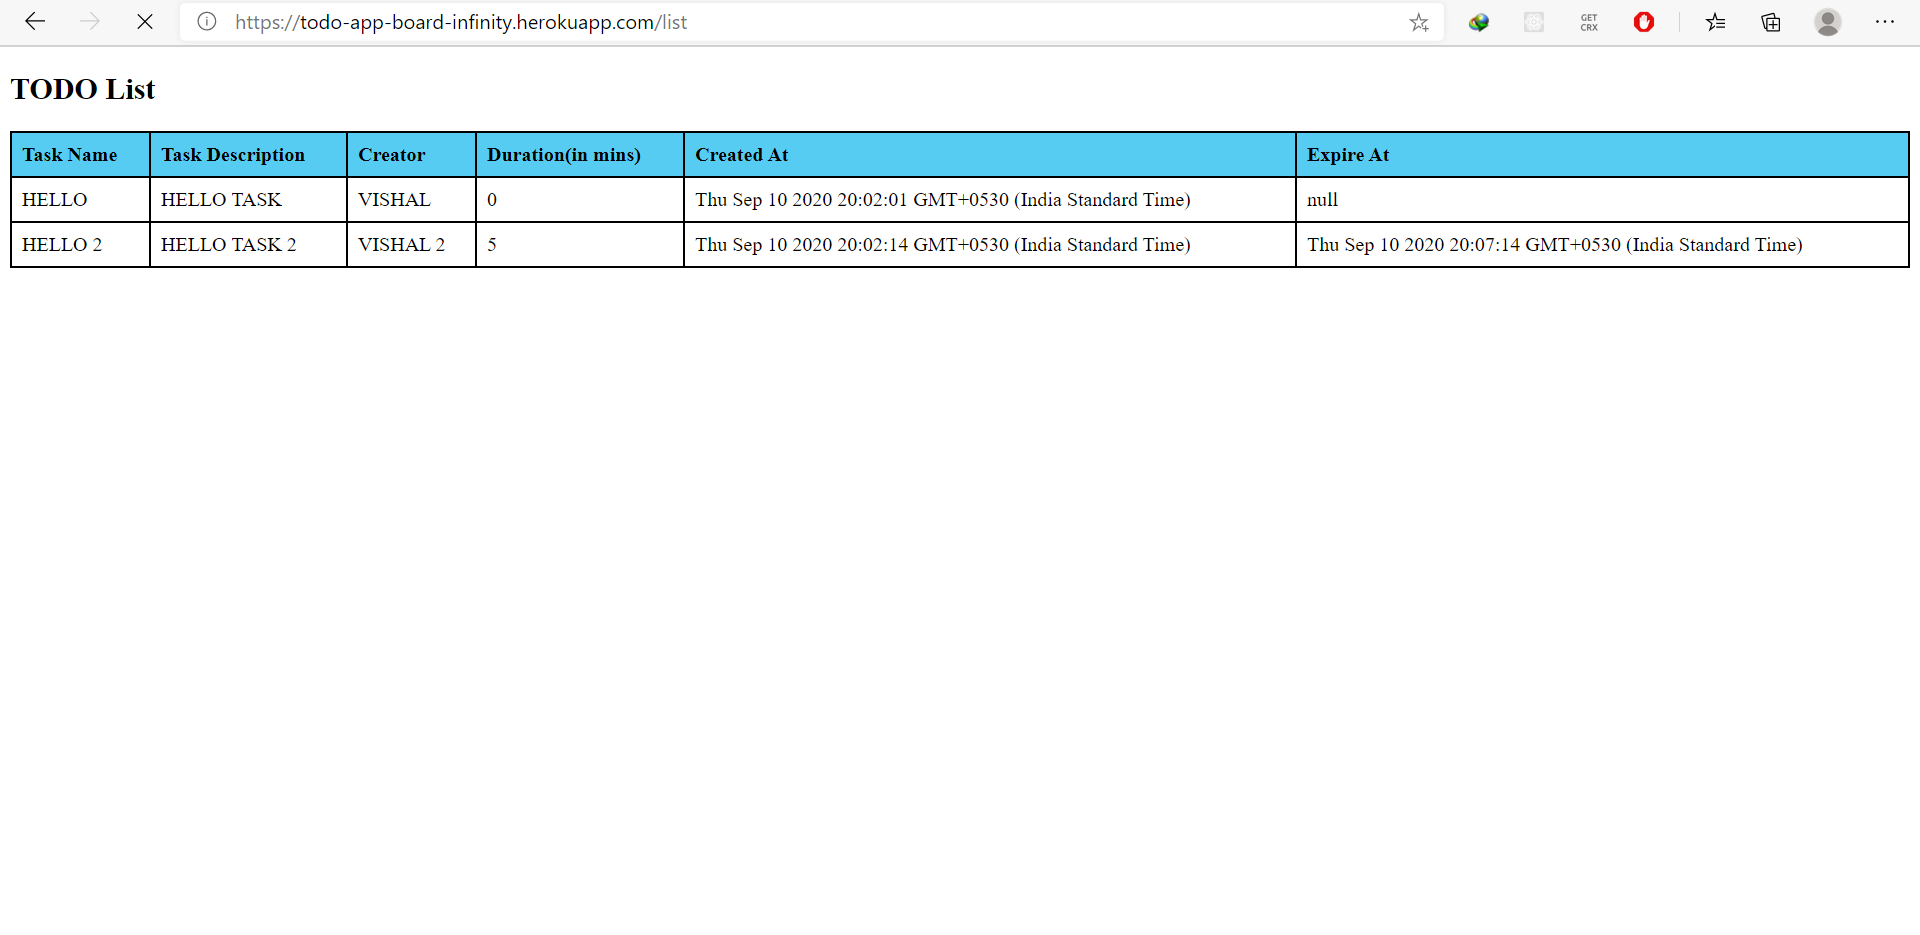 https://todo-app-board-infinity.herokuapp.com/list
GET
CRX
TODO List
Task Name Task Description Creator Duration(in mins) Created At Expire At
HELLO HELLO TASK VISHAL 0 Thu Sep 10 2020 20:02:01 GMT+0530 (India Standard Time) null
HELLO 2 HELLO TASK 2 VISHAL 2 5 Thu Sep 10 2020 20:02:14 GMT+0530 (India Standard Time) Thu Sep 10 2020 20:07:14 GMT+0530 (India Standard Time)